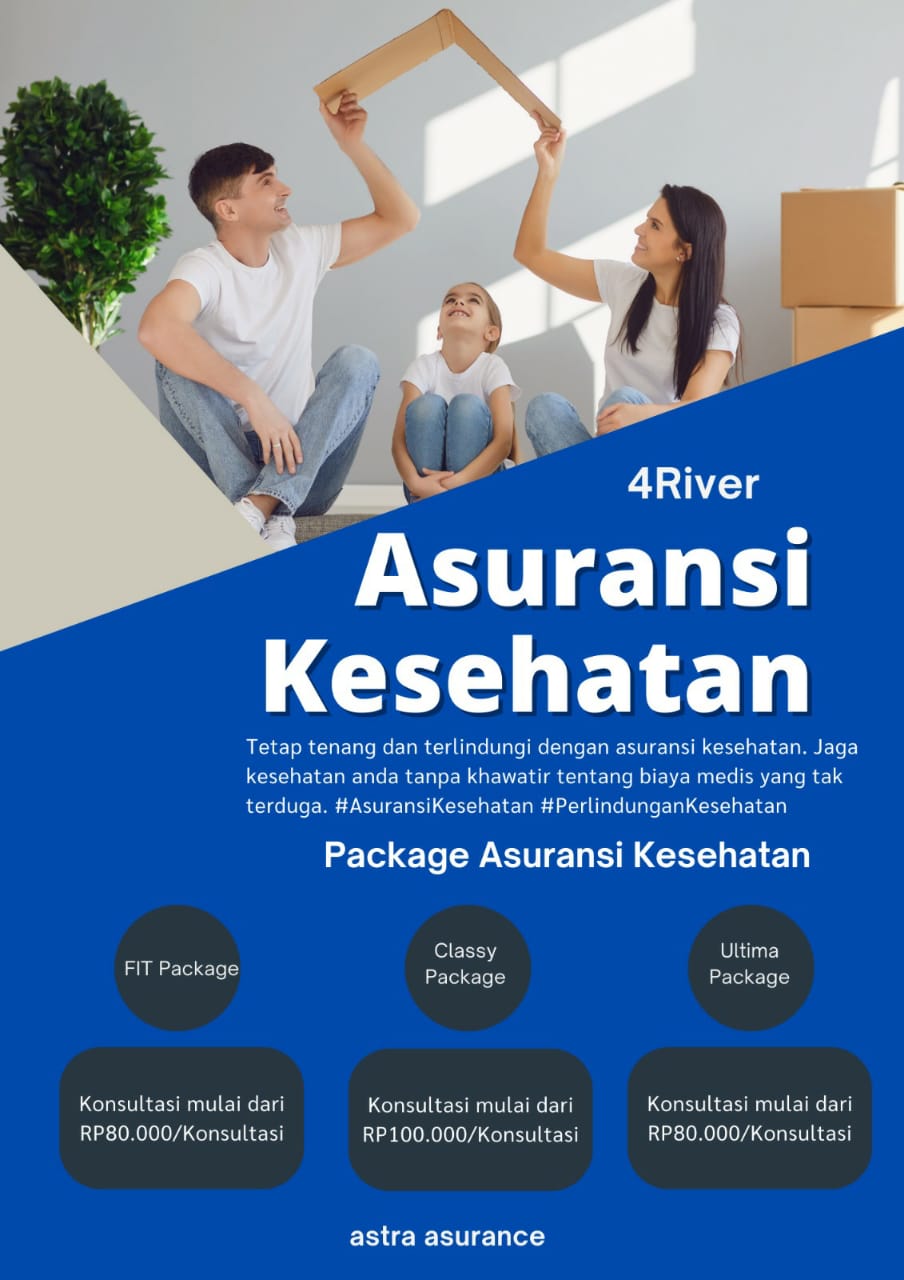 4River
Asuransi
Kesehatan
Tetap tenang dan terlindungi dengan asuransi kesehatan. Jaga
kesehatan anda tanpa khawatir tentang biaya medis yang tak
terduga. #AsuransiKesehatan #PerlindunganKesehatan
Package Asuransi Kesehatan
FIT Package
Konsultasi mulai dari
RP80.000/Konsultasi
Classy
Package
Konsultasi mulai dari
RP100.000/Konsultasi
Ultima
Package
Konsultasi mulai dari
RP80.000/Konsultasi
astra asurance